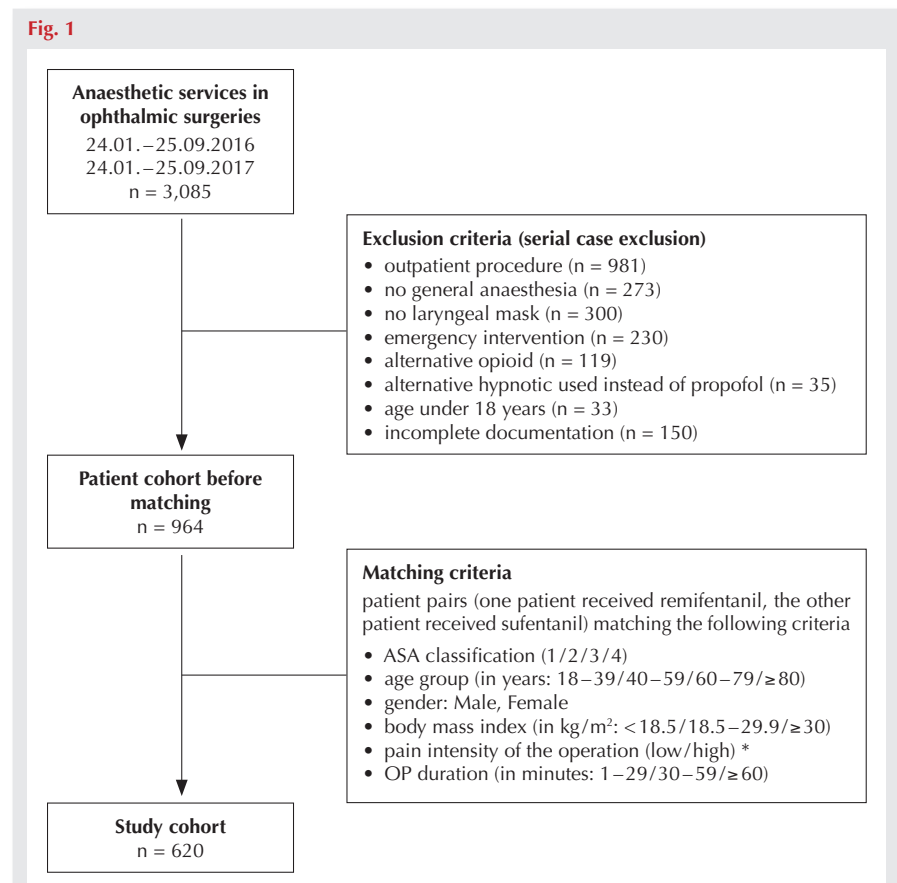 Fig. 1
Anaesthetic services in
ophthalmic surgeries
24.01.–25.09.2016
24.01.–25.09.2017
n = 3,085
Exclusion criteria (serial case exclusion)
• outpatient procedure (n = 981)
• no general anaesthesia (n = 273)
• no laryngeal mask (n = 300)
• emergency intervention (n = 230)
• alternative opioid (n = 119)
• alternative hypnotic used instead of propofol (n = 35)
• age under 18 years (n = 33)
• incomplete documentation (n = 150)
Patient cohort before
matching
n = 964
Matching criteria
patient pairs (one patient received remifentanil, the other
patient received sufentanil) matching the following criteria
• ASA classification (1/2/3/4)
• age group (in years: 18–39/40–59/60–79/≥80)
• gender: Male, Female
• body mass index (in kg/m²: <18.5/18.5–29.9/≥30)
• pain intensity of the operation (low/high) *
• OP duration (in minutes: 1–29/30–59/≥60)
Study cohort
n = 620